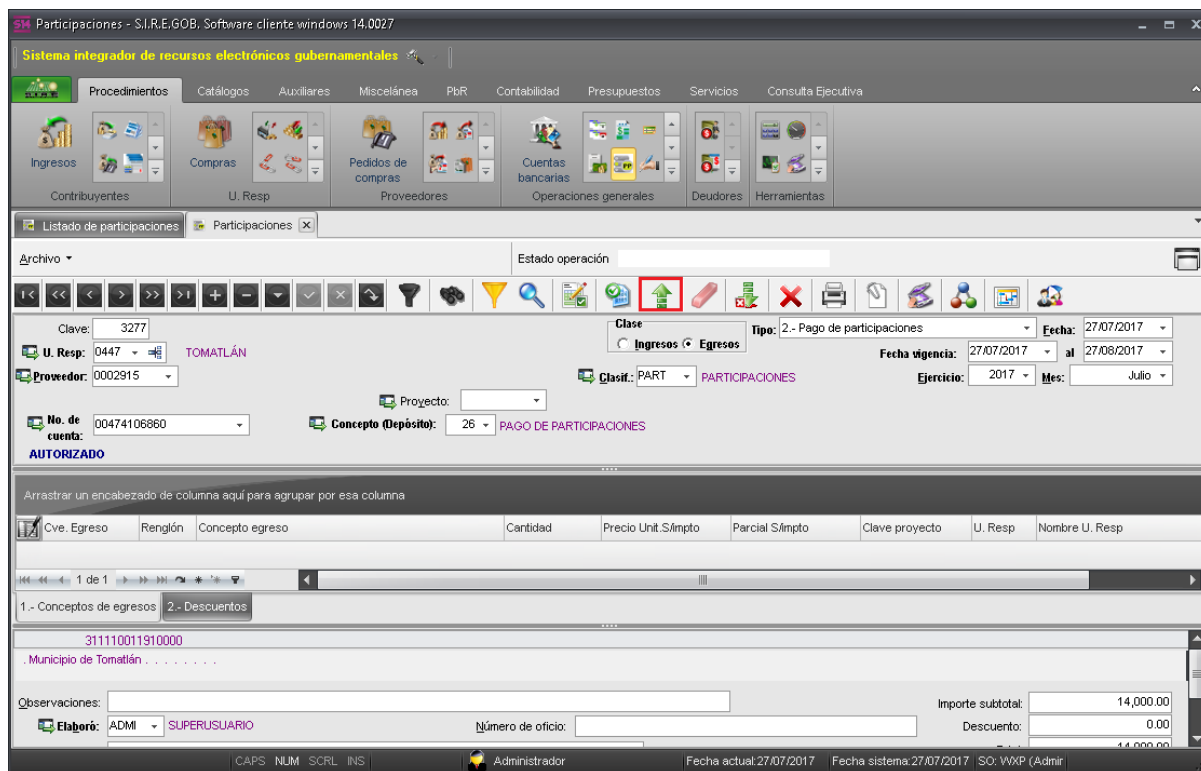 Participaciones - S.I.R.E.GOB, Software cliente windows 14.0027
Sistema integrador de recursos electrónicos gubernamentales
Procedimientos Catálogos Auxiliares Miscelánea PbR Contabilidad Presupuestos Servicios Consulta Ejecutiva
Ingresos Compras Pedidos de compras Cuentas bancarias
Contribuyentes U. Resp Proveedores Operaciones generales Deudores Herramientas
Listado de participaciones Participaciones
Archivo Estado operación
Clave: 3277 Clase Tipo: 2.- Pago de participaciones Fecha: 27/07/2017
Ingresos Egresos
U. Resp: 0447 TOMATLÁN Fecha vigencia: 27/07/2017 al 27/08/2017
Proveedor: 0002915 Clasif.: PART PARTICIPACIONES Ejercicio: 2017 Mes: Julio
Proyecto:
No. de cuenta: 00474106860 Concepto (Depósito): 26 PAGO DE PARTICIPACIONES
AUTORIZADO
Arrastrar un encabezado de columna aquí para agrupar por esa columna
Cve. Egreso Renglón Concepto egreso Cantidad Precio Unit.S/impto Parcial S/impto Clave proyecto U. Resp Nombre U. Resp
1 de 1
1.- Conceptos de egresos 2.- Descuentos
311110011910000
. Municipio de Tomatlán . . . . . . . .
Observaciones: Importe subtotal: 14,000.00
Elaboró: ADMI SUPERUSUARIO Número de oficio: Descuento: 0.00
14,000.00
CAPS NUM SCRL INS Administrador Fecha actual:27/07/2017 Fecha sistema:27/07/2017 SO: WXP (Admir